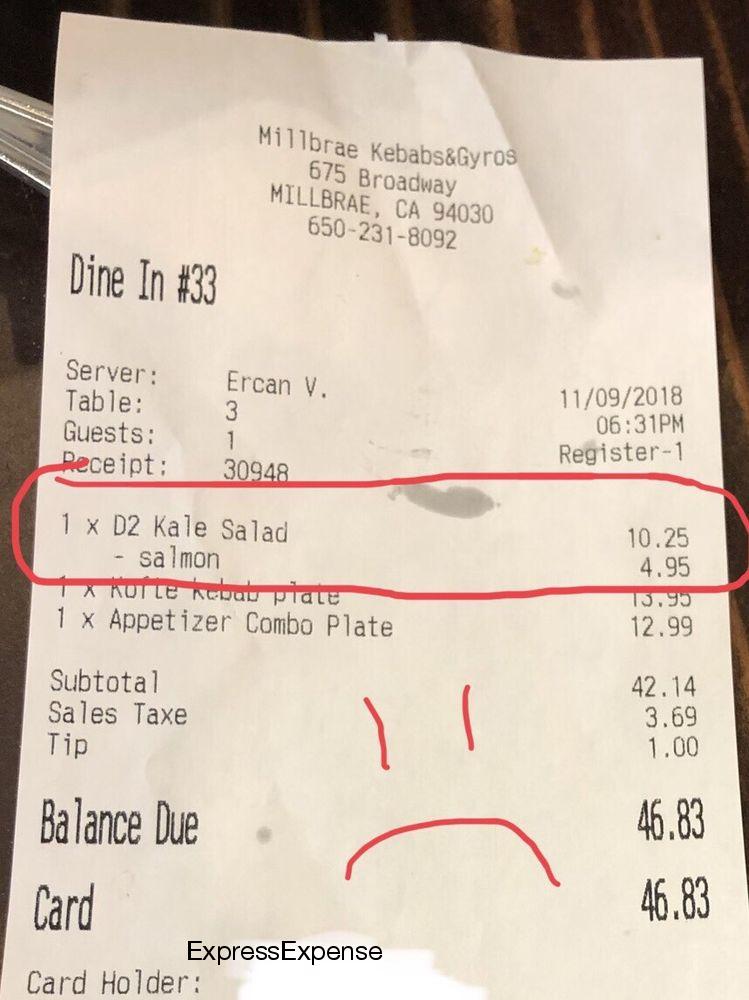 Millbrae Kebabs&Gyros
675 Broadway
MILLBRAE, CA 94030
650-231-8092
Dine In #33
Server: Ercan V. 11/09/2018
Table: 3 06:31PM
Guests: 1 Register-1
Receipt: 30948
1 x D2 Kale Salad 10.25
- salmon 4.95
1 x Kofte Kebab plate 13.95
1 x Appetizer Combo Plate 12.99
Subtotal 42.14
Sales Taxe 3.69
Tip 1.00
Balance Due 46.83
Card 46.83
ExpressExpense
Card Holder: